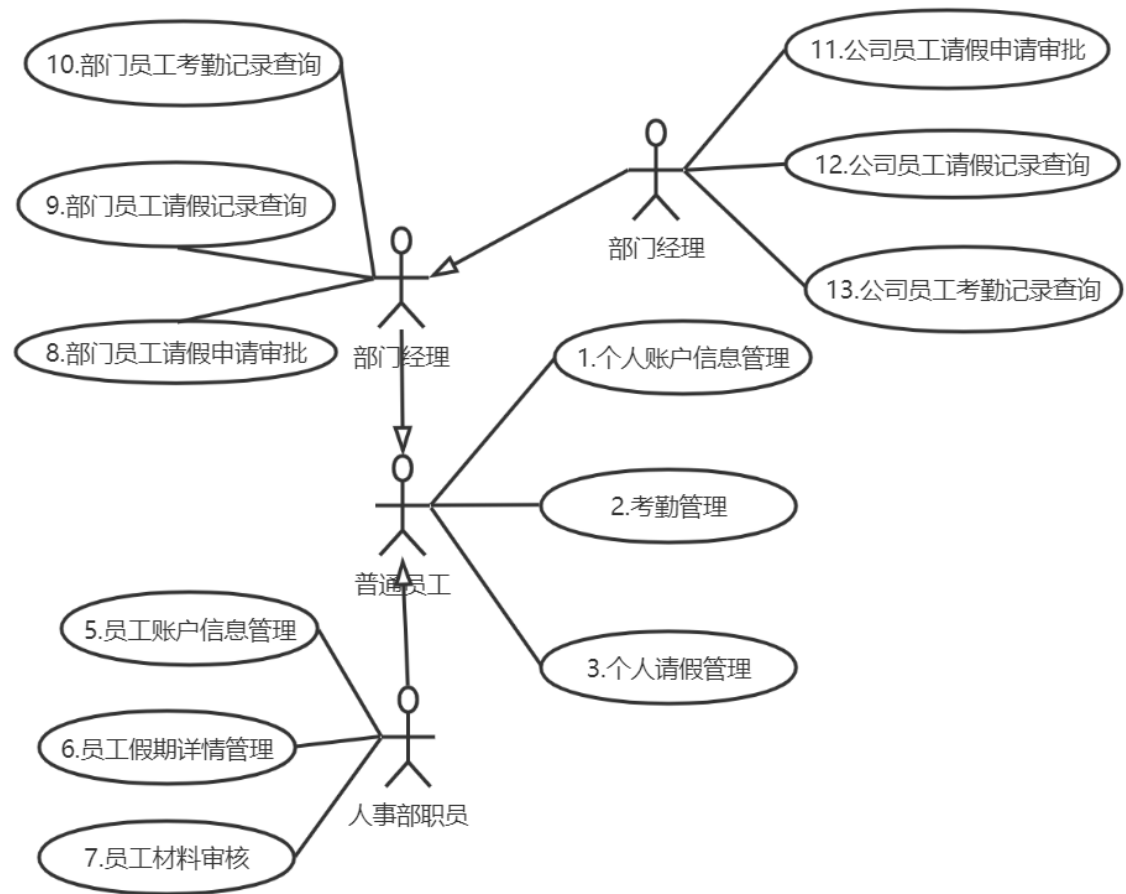 10.部门员工考勤记录查询
11.公司员工请假申请审批
12.公司员工请假记录查询
9.部门员工请假记录查询
部门经理
13.公司员工考勤记录查询
8.部门员工请假申请审批
部门经理
1.个人账户信息管理
2.考勤管理
普通员工
5.员工账户信息管理
3.个人请假管理
6.员工假期详情管理
人事部职员
7.员工材料审核